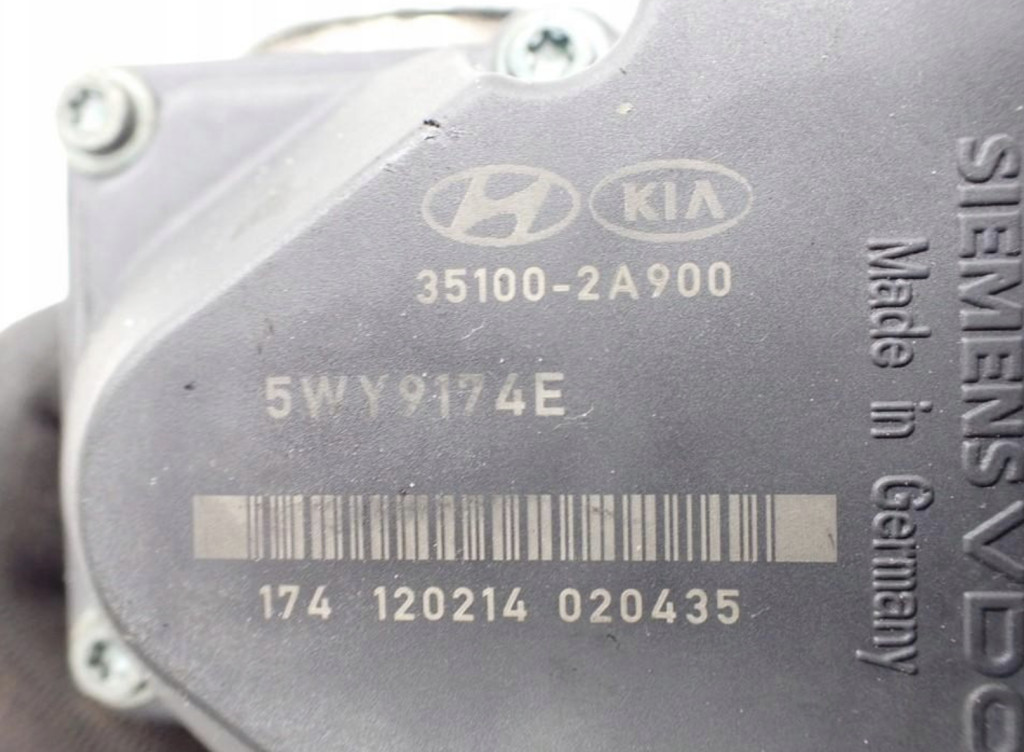 KIA
35100-2A900
5WY9174E
174 120214 020435
Made in Germany
SIEMENS VDO